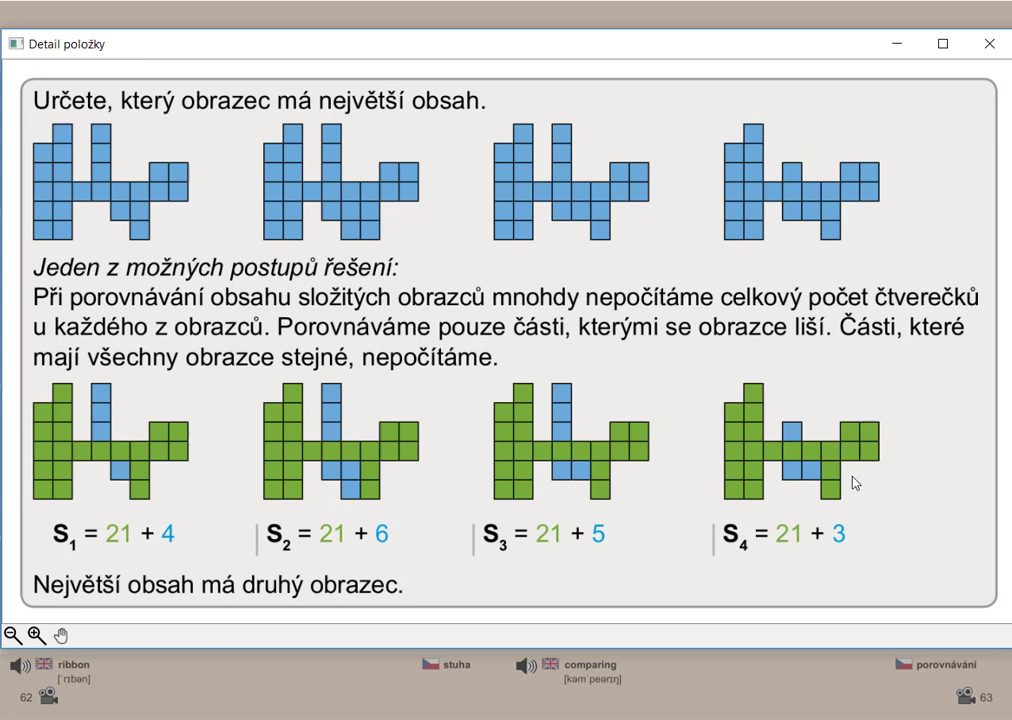 Detail položky
Určete, který obrazec má největší obsah.
Jeden z možných postupů řešení:
Při porovnávání obsahu složitých obrazců mnohdy nepočítáme celkový počet čtverečků
u každého z obrazců. Porovnáváme pouze části, kterými se obrazce liší. Části, které
mají všechny obrazce stejné, nepočítáme.
S1 = 21 + 4 S2 = 21 + 6 S3 = 21 + 5 S4 = 21 + 3
Největší obsah má druhý obrazec.
ribbon stuha comparing porovnávání
[ˈrɪbən] [kəmˈpeərɪŋ]
62 63